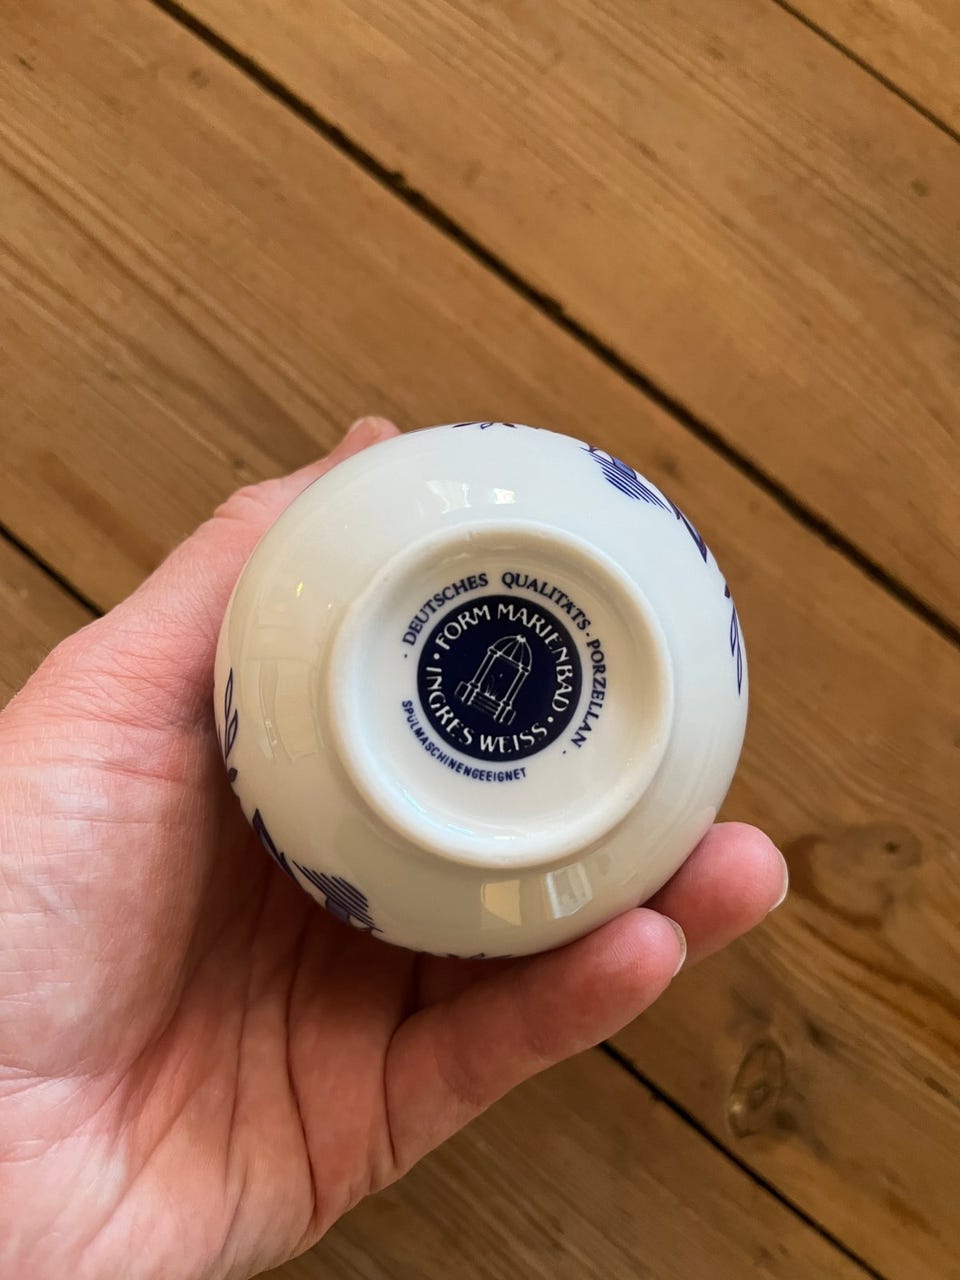 · DEUTSCHES QUALITÄTS-PORZELLAN ·
· FORM MARIENBAD ·
INGRES WEISS
SPÜLMASCHINENGEEIGNET